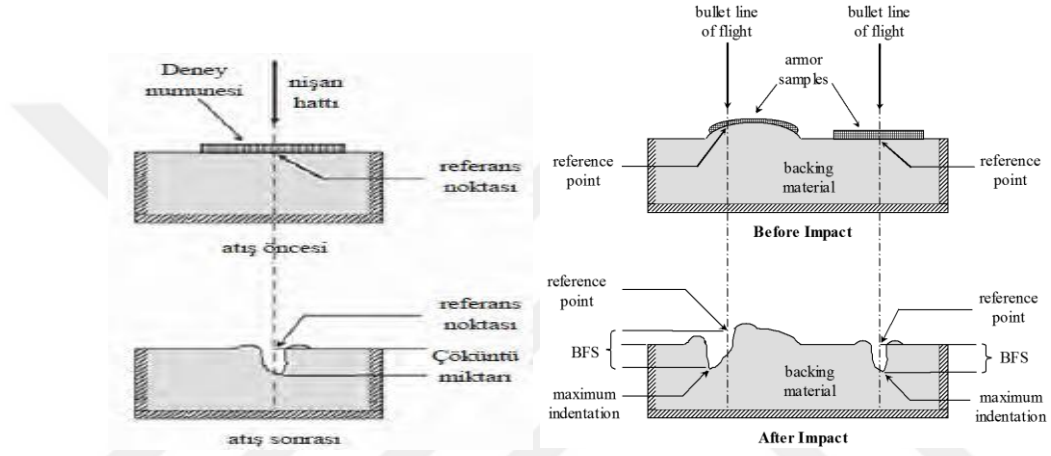 Deney
numunesi
nişan
hattı
referans
noktası
atış öncesi
referans
noktası
Çöküntü
miktarı
atış sonrası
bullet line
of flight
bullet line
of flight
armor
samples
reference
point
backing
material
reference
point
Before Impact
reference
point
reference
point
BFS
BFS
backing
material
maximum
indentation
maximum
indentation
After Impact